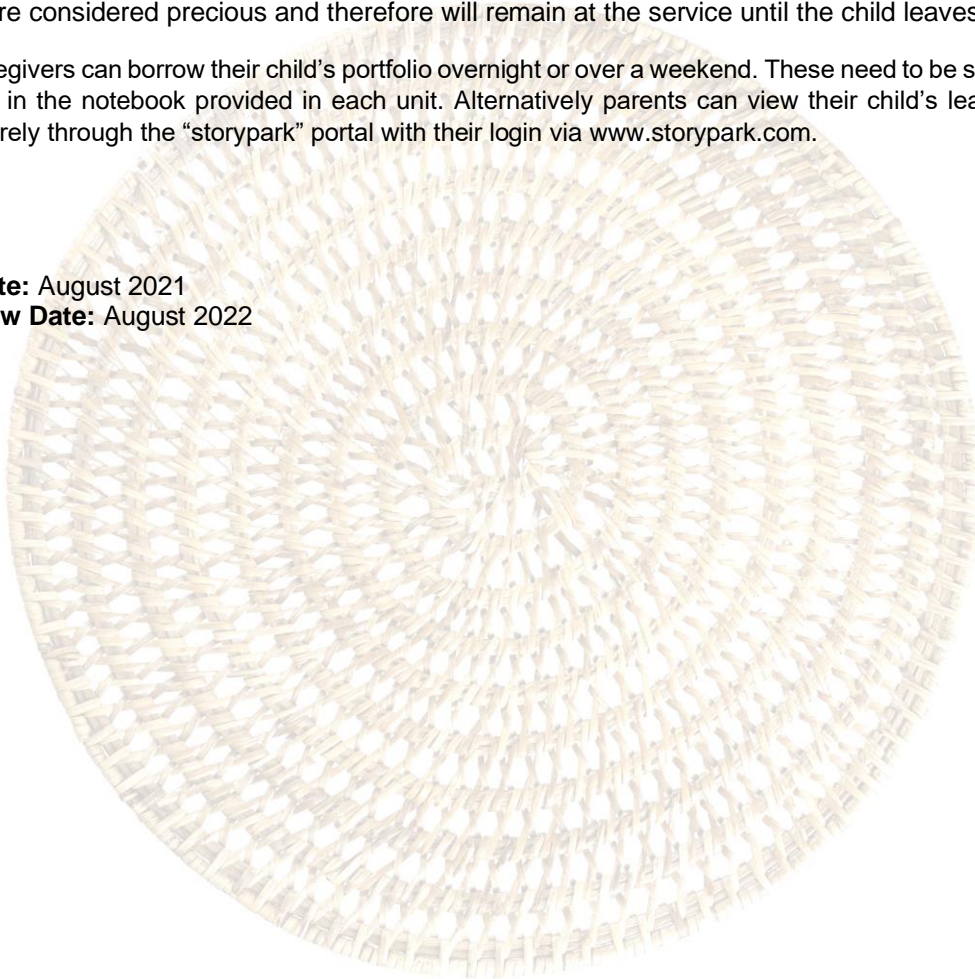 re considered precious and therefore will remain at the service until the child leaves
egivers can borrow their child’s portfolio overnight or over a weekend. These need to be s
in the notebook provided in each unit. Alternatively parents can view their child’s lea
rely through the “storypark” portal with their login via www.storypark.com.
te: August 2021
w Date: August 2022